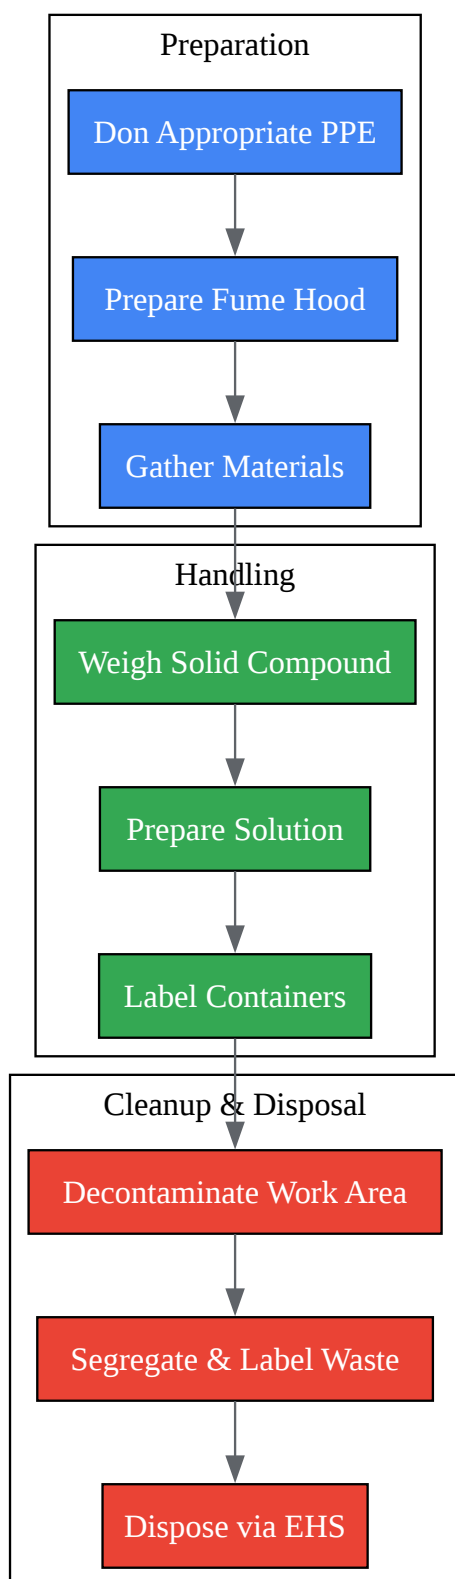 Preparation
Don Appropriate PPE
Prepare Fume Hood
Gather Materials
Handling
Weigh Solid Compound
Prepare Solution
Label Containers
Cleanup & Disposal
Decontaminate Work Area
Segregate & Label Waste
Dispose via EHS